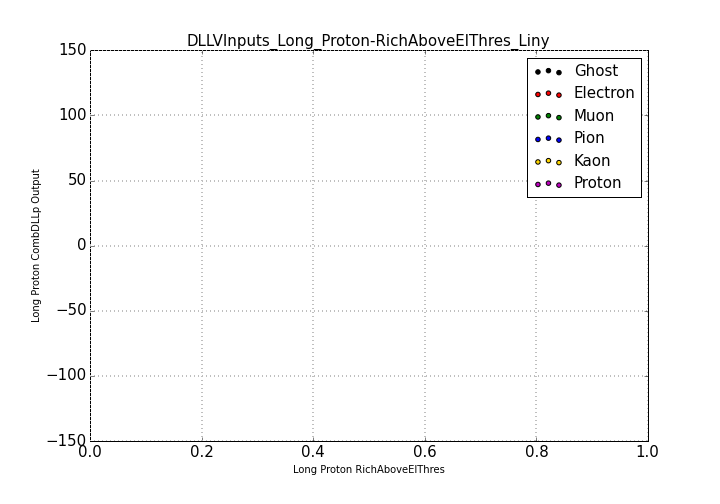 DLLVInputs_Long_Proton-RichAboveElThres_Liny
150
100
50
0
−50
−100
−150
Long Proton CombDLLp Output
Ghost
Electron
Muon
Pion
Kaon
Proton
0.0
0.2
0.4
0.6
0.8
1.0
Long Proton RichAboveElThres